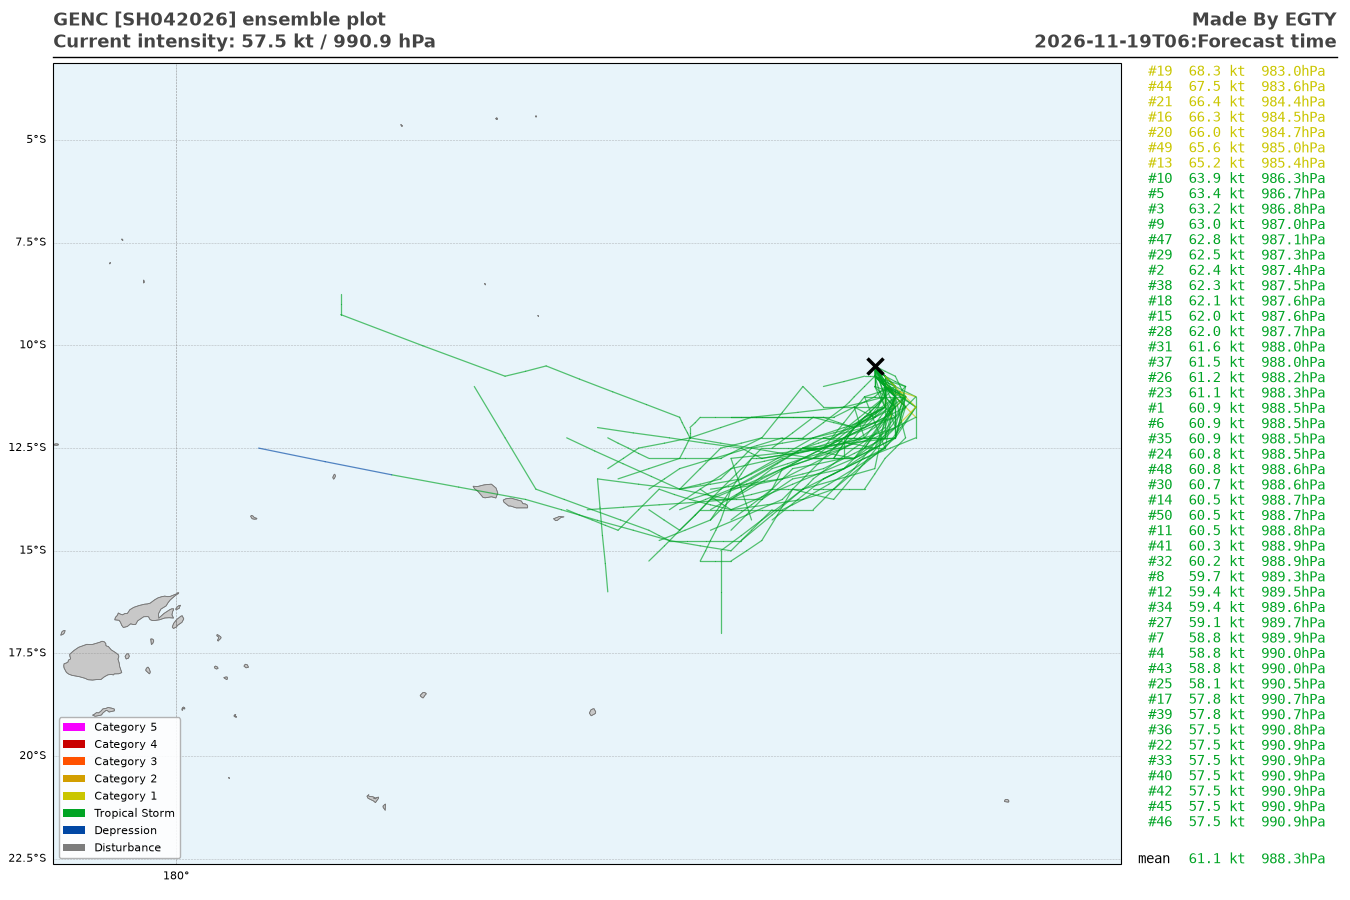 GENC [SH042026] ensemble plot
Current intensity: 57.5 kt / 990.9 hPa
Made By EGTY
2026-11-19T06:Forecast time
5°S
7.5°S
10°S
12.5°S
15°S
17.5°S
20°S
22.5°S
180°
Category 5
Category 4
Category 3
Category 2
Category 1
Tropical Storm
Depression
Disturbance
#19 68.3 kt 983.0hPa
#44 67.5 kt 983.6hPa
#21 66.4 kt 984.4hPa
#16 66.3 kt 984.5hPa
#20 66.0 kt 984.7hPa
#49 65.6 kt 985.0hPa
#13 65.2 kt 985.4hPa
#10 63.9 kt 986.3hPa
#5 63.4 kt 986.7hPa
#3 63.2 kt 986.8hPa
#9 63.0 kt 987.0hPa
#47 62.8 kt 987.1hPa
#29 62.5 kt 987.3hPa
#2 62.4 kt 987.4hPa
#38 62.3 kt 987.5hPa
#18 62.1 kt 987.6hPa
#15 62.0 kt 987.6hPa
#28 62.0 kt 987.7hPa
#31 61.6 kt 988.0hPa
#37 61.5 kt 988.0hPa
#26 61.2 kt 988.2hPa
#23 61.1 kt 988.3hPa
#1 60.9 kt 988.5hPa
#6 60.9 kt 988.5hPa
#35 60.9 kt 988.5hPa
#24 60.8 kt 988.5hPa
#48 60.8 kt 988.6hPa
#30 60.7 kt 988.6hPa
#14 60.5 kt 988.7hPa
#50 60.5 kt 988.7hPa
#11 60.5 kt 988.8hPa
#41 60.3 kt 988.9hPa
#32 60.2 kt 988.9hPa
#8 59.7 kt 989.3hPa
#12 59.4 kt 989.5hPa
#34 59.4 kt 989.6hPa
#27 59.1 kt 989.7hPa
#7 58.8 kt 989.9hPa
#4 58.8 kt 990.0hPa
#43 58.8 kt 990.0hPa
#25 58.1 kt 990.5hPa
#17 57.8 kt 990.7hPa
#39 57.8 kt 990.7hPa
#36 57.5 kt 990.8hPa
#22 57.5 kt 990.9hPa
#33 57.5 kt 990.9hPa
#40 57.5 kt 990.9hPa
#42 57.5 kt 990.9hPa
#45 57.5 kt 990.9hPa
#46 57.5 kt 990.9hPa
mean 61.1 kt 988.3hPa